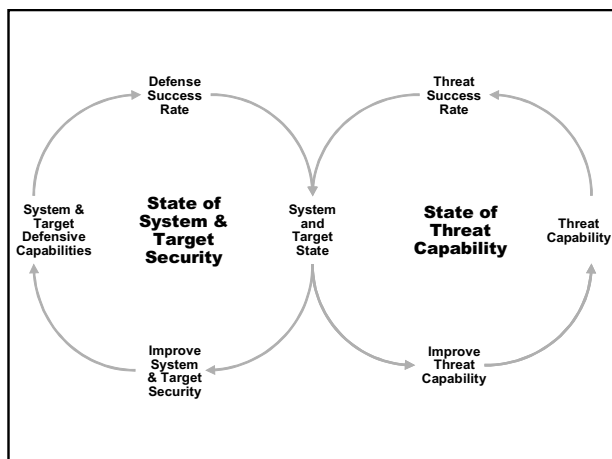 Defense
Success
Rate
Threat
Success
Rate
System &
Target
Defensive
Capabilities
State of
System &
Target
Security
System
and
Target
State
State of
Threat
Capability
Threat
Capability
Improve
System
& Target
Security
Improve
Threat
Capability